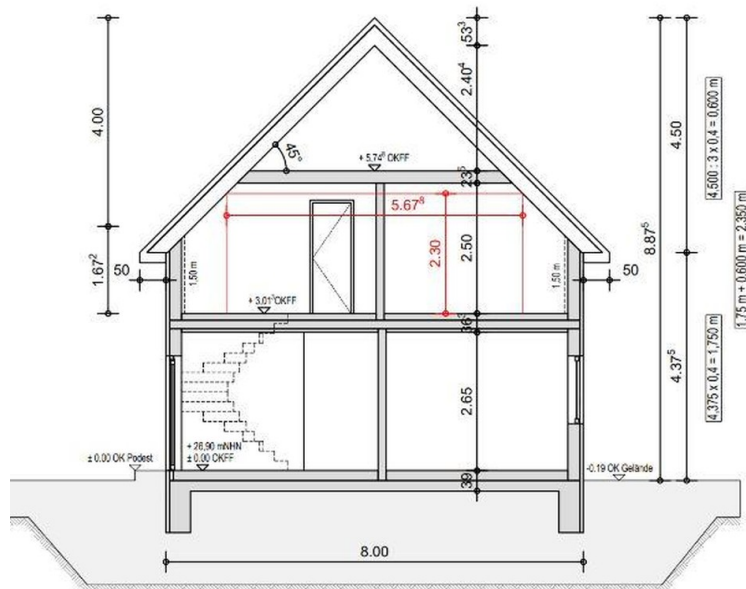 53³
2.40⁴
4.00
4.50
4,500 : 3 x 0.4 = 0,600 m
45°
+ 5.74⁸ OKFF
23⁵
5.67⁸
2.30
2.50
8.87⁵
1.67²
50
1,50 m
1,50 m
50
1.75 m + 0.600 m = 2,350 m
+ 3.01³ OKFF
36³
2.65
4.37⁵
4,375 x 0,4 = 1,750 m
± 0.00 OK Podest
+ 26,90 mNHN
± 0.00 OKFF
-0.19 OK Gelände
39
8.00